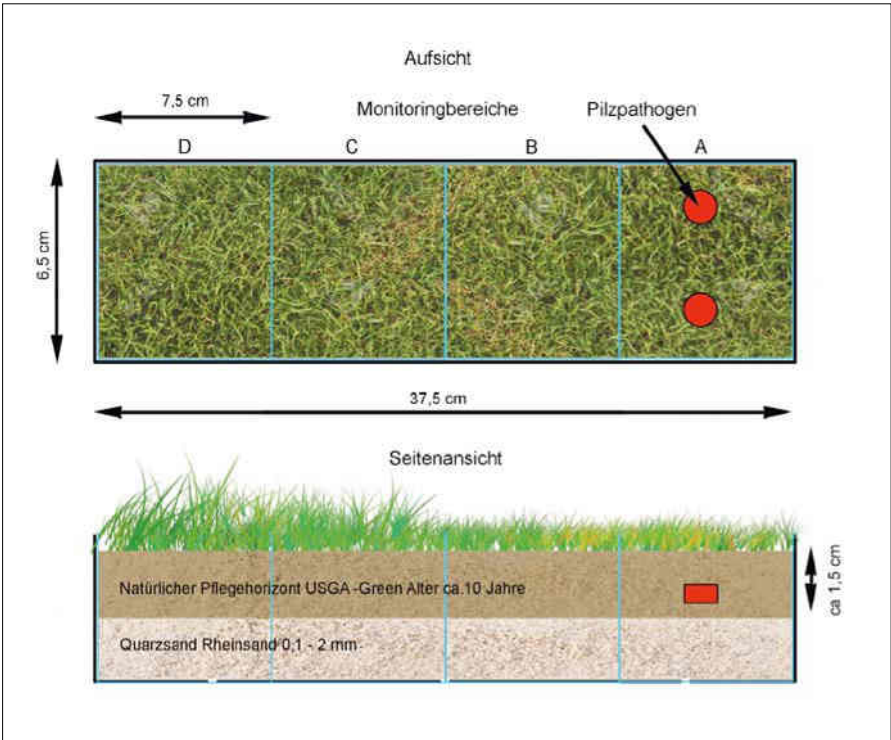 Aufsicht
7,5 cm
Monitoringbereiche
Pilzpathogen
D
C
B
A
6,5 cm
37,5 cm
Seitenansicht
Natürlicher Pflegehorizont USGA -Green Alter ca.10 Jahre
ca 1,5 cm
Quarzsand Rheinsand 0,1 - 2 mm